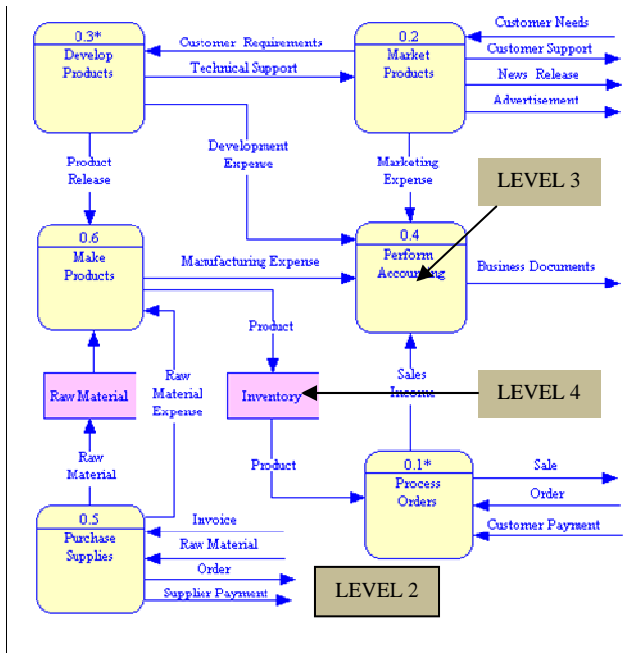 0.3*
Develop
Products
Customer Requirements
Technical Support
0.2
Market
Products
Customer Needs
Customer Support
News Release
Advertisement
Product
Release
Development
Expense
Marketing
Expense
LEVEL 3
0.6
Make
Products
Manufacturing Expense
0.4
Perform
Accounting
Business Documents
Product
Raw Material
Raw
Material
Expense
Inventory
Sales
Income
LEVEL 4
Raw
Material
Product
0.1*
Process
Orders
Sale
Order
Customer Payment
0.5
Purchase
Supplies
Invoice
Raw Material
Order
Supplier Payment
LEVEL 2